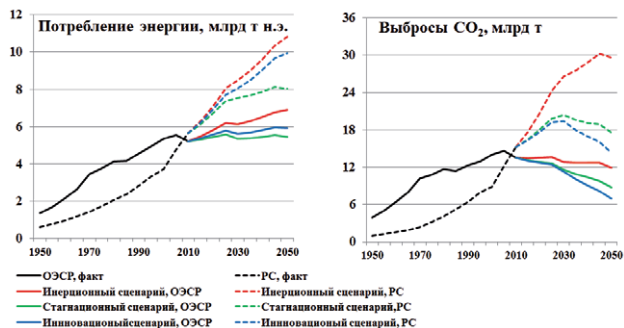 Потребление энергии, млрд т н.э.
12
10
8
6
4
2
0
1950 1970 1990 2010 2030 2050
Выбросы CO2, млрд т
36
30
24
18
12
6
0
1950 1970 1990 2010 2030 2050
ОЭСР, факт
РС, факт
Инерционный сценарий, ОЭСР
Инерционный сценарий, РС
Стагнационный сценарий, ОЭСР
Стагнационный сценарий,РС
Иннновационыйсценарий, ОЭСР
Иннновационый сценарий, РС